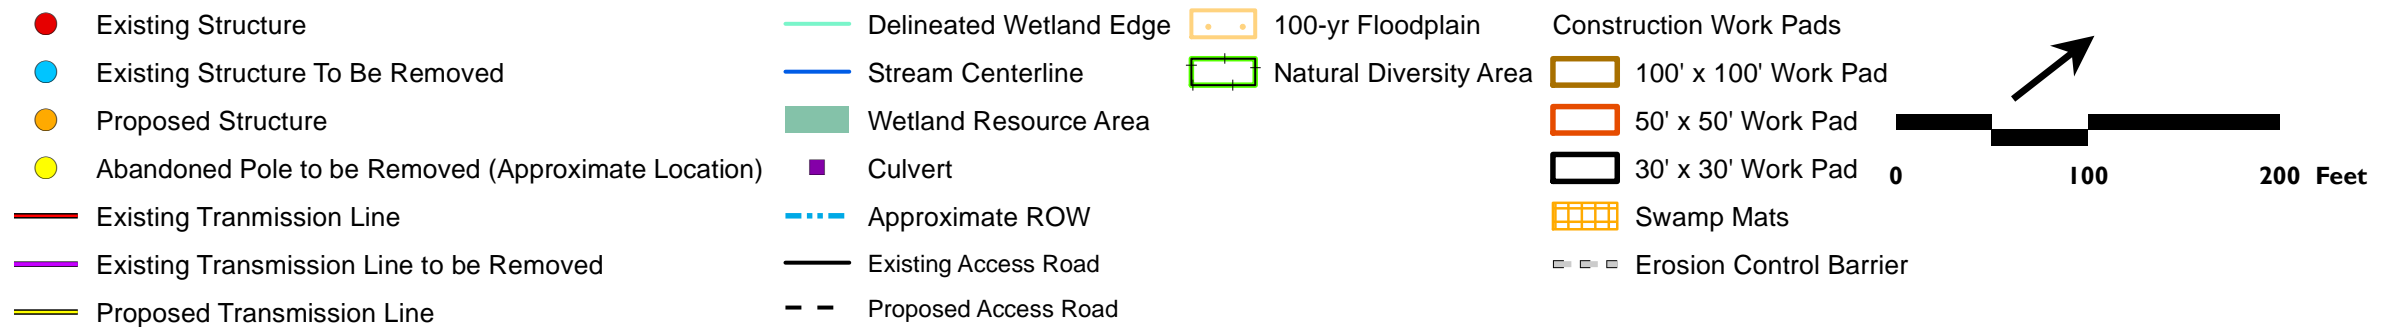 Existing Structure
Existing Structure To Be Removed
Proposed Structure
Abandoned Pole to be Removed (Approximate Location)
Existing Tranmission Line
Existing Transmission Line to be Removed
Proposed Transmission Line
Delineated Wetland Edge
Stream Centerline
Wetland Resource Area
Culvert
Approximate ROW
Existing Access Road
Proposed Access Road
100-yr Floodplain
Natural Diversity Area
Construction Work Pads
100' x 100' Work Pad
50' x 50' Work Pad
30' x 30' Work Pad
Swamp Mats
Erosion Control Barrier
0 100 200 Feet